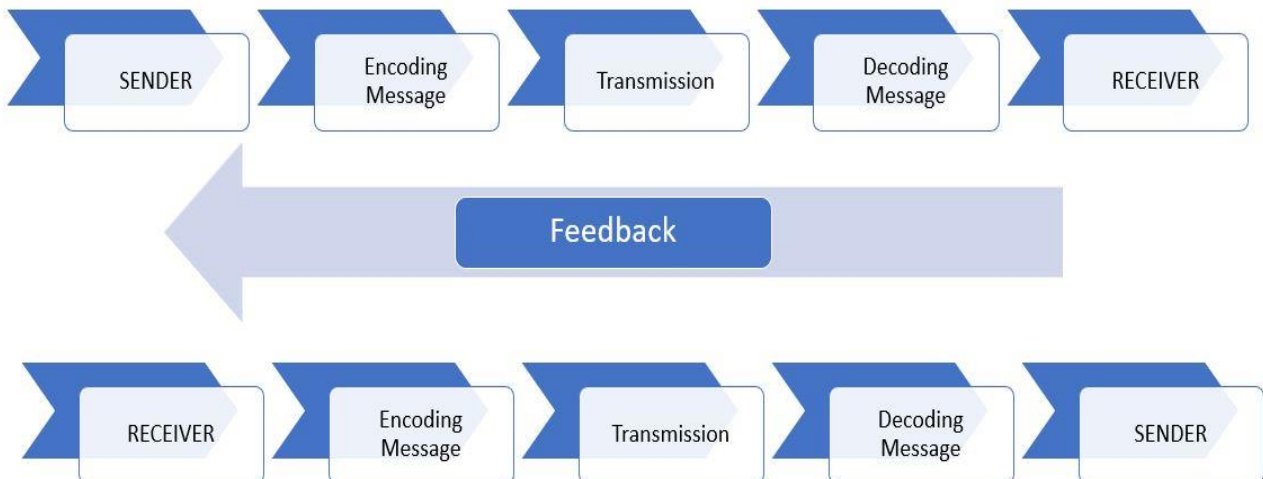 SENDER
Encoding
Message
Transmission
Decoding
Message
RECEIVER
Feedback
RECEIVER
Encoding
Message
Transmission
Decoding
Message
SENDER